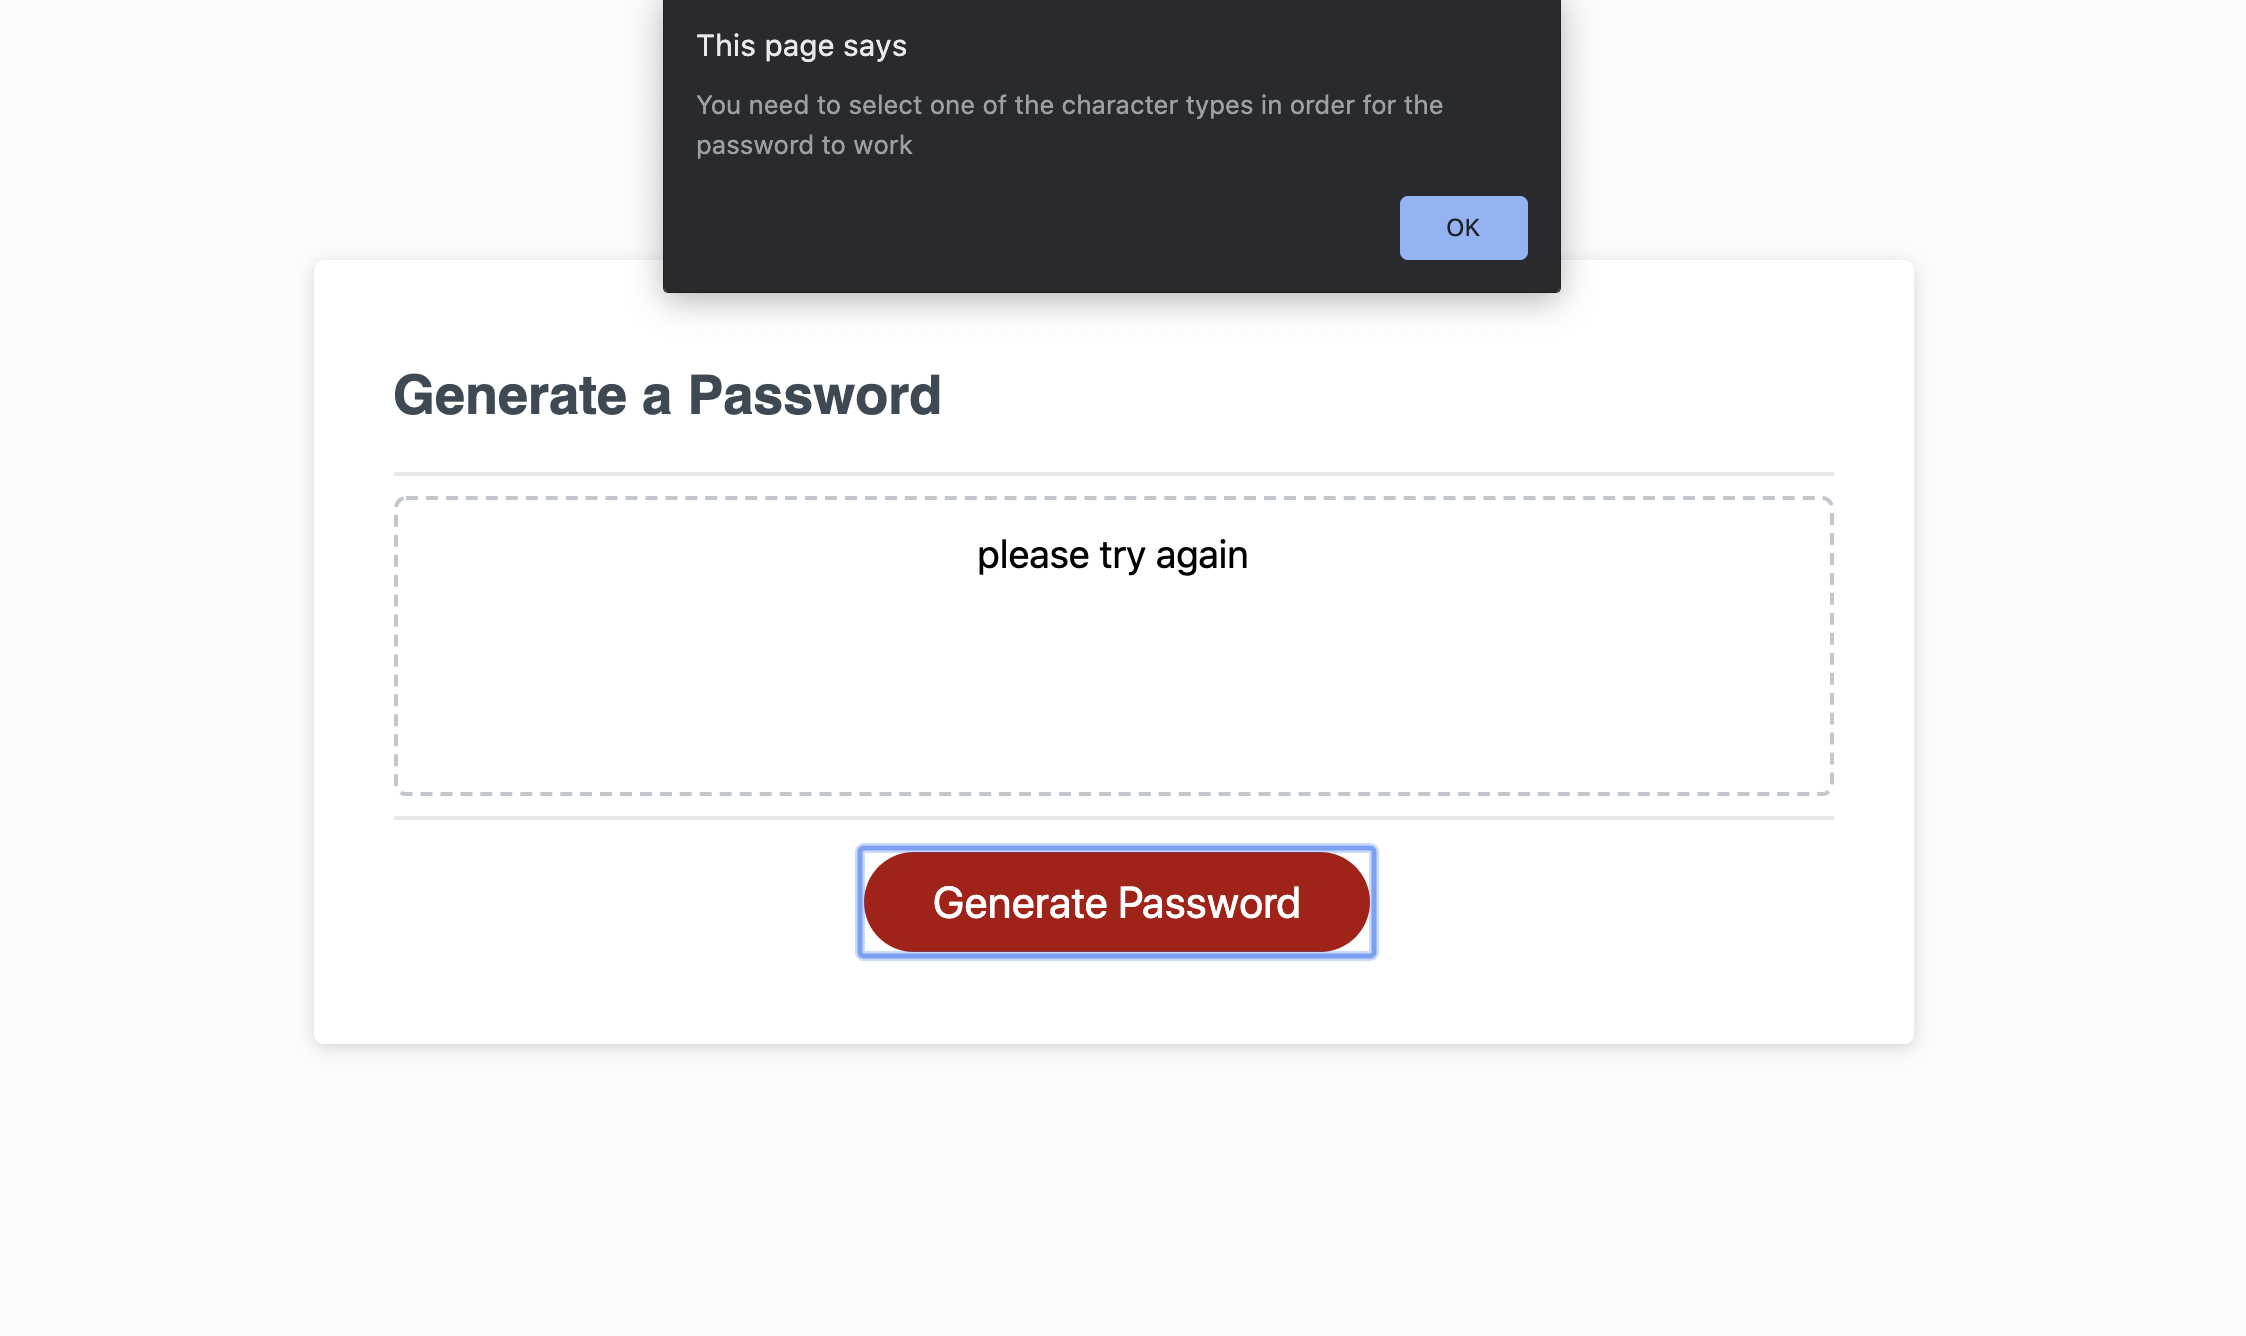 This page says
You need to select one of the character types in order for the
password to work
OK
Generate a Password
please try again
Generate Password